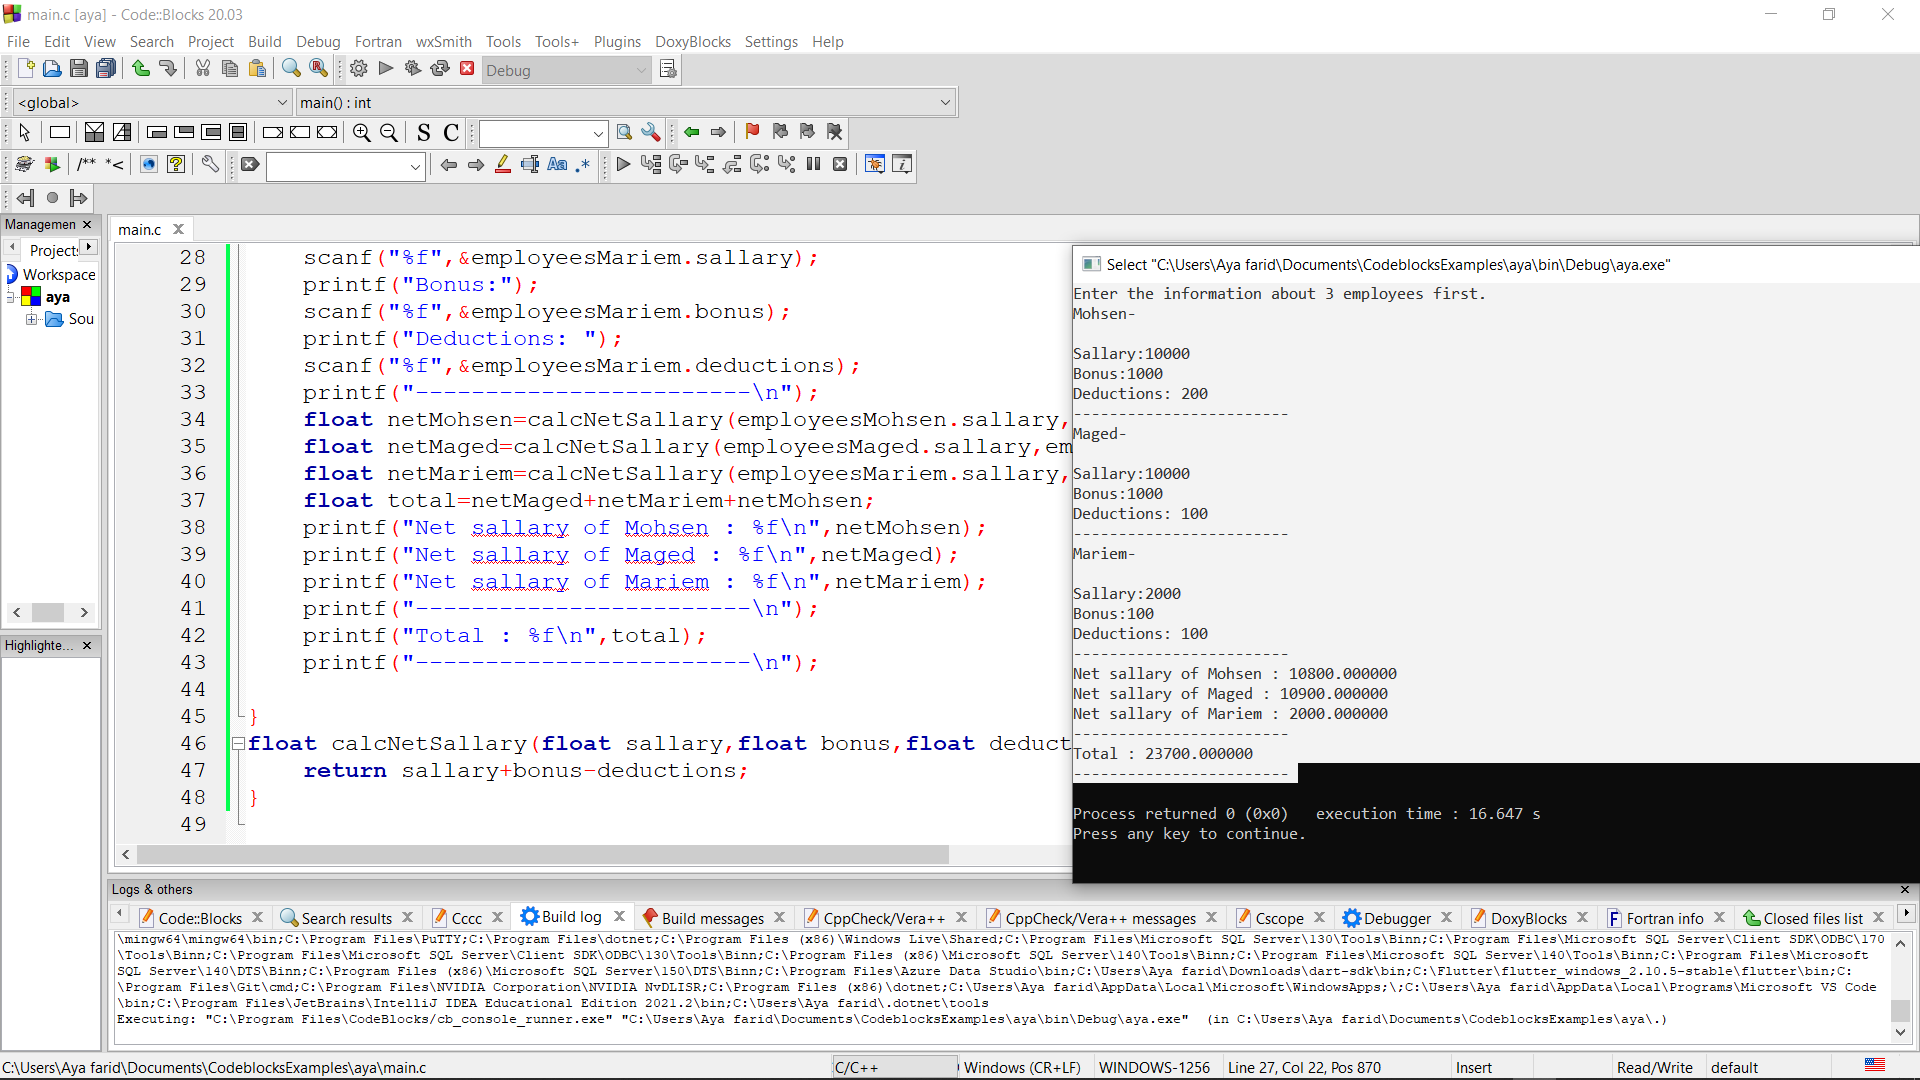 main.c [aya] - Code::Blocks 20.03
File Edit View Search Project Build Debug Fortran wxSmith Tools Tools+ Plugins DoxyBlocks Settings Help
Debug
<global> main() : int
S C
/** *< Aa .*
Managemen
Projects
Workspace
aya
Sou
Highlighte...
main.c
28 scanf("%f",&employeesMariem.sallary);
29 printf("Bonus:");
30 scanf("%f",&employeesMariem.bonus);
31 printf("Deductions: ");
32 scanf("%f",&employeesMariem.deductions);
33 printf("------------------------\n");
34 float netMohsen=calcNetSallary(employeesMohsen.sallary,
35 float netMaged=calcNetSallary(employeesMaged.sallary,em
36 float netMariem=calcNetSallary(employeesMariem.sallary,
37 float total=netMaged+netMariem+netMohsen;
38 printf("Net sallary of Mohsen : %f\n",netMohsen);
39 printf("Net sallary of Maged : %f\n",netMaged);
40 printf("Net sallary of Mariem : %f\n",netMariem);
41 printf("------------------------\n");
42 printf("Total : %f\n",total);
43 printf("------------------------\n");
44
45 }
46 float calcNetSallary(float sallary,float bonus,float deduct
47 return sallary+bonus-deductions;
48 }
49
Select "C:\Users\Aya farid\Documents\CodeblocksExamples\aya\bin\Debug\aya.exe"
Enter the information about 3 employees first.
Mohsen-
Sallary:10000
Bonus:1000
Deductions: 200
------------------------
Maged-
Sallary:10000
Bonus:1000
Deductions: 100
------------------------
Mariem-
Sallary:2000
Bonus:100
Deductions: 100
------------------------
Net sallary of Mohsen : 10800.000000
Net sallary of Maged : 10900.000000
Net sallary of Mariem : 2000.000000
------------------------
Total : 23700.000000
------------------------
Process returned 0 (0x0) execution time : 16.647 s
Press any key to continue.
Logs & others
Code::Blocks Search results Cccc Build log Build messages CppCheck/Vera++ CppCheck/Vera++ messages Cscope Debugger DoxyBlocks Fortran info Closed files list
\mingw64\mingw64\bin;C:\Program Files\PuTTY;C:\Program Files\dotnet;C:\Program Files (x86)\Windows Live\Shared;C:\Program Files\Microsoft SQL Server\130\Tools\Binn;C:\Program Files\Microsoft SQL Server\Client SDK\ODBC\170
\Tools\Binn;C:\Program Files\Microsoft SQL Server\Client SDK\ODBC\130\Tools\Binn;C:\Program Files (x86)\Microsoft SQL Server\140\Tools\Binn;C:\Program Files\Microsoft SQL Server\140\Tools\Binn;C:\Program Files\Microsoft
SQL Server\140\DTS\Binn;C:\Program Files (x86)\Microsoft SQL Server\150\DTS\Binn;C:\Program Files\Azure Data Studio\bin;C:\Users\Aya farid\Downloads\dart-sdk\bin;C:\Flutter\flutter_windows_2.10.5-stable\flutter\bin;C:
\Program Files\Git\cmd;C:\Program Files\NVIDIA Corporation\NVIDIA NvDLISR;C:\Program Files (x86)\dotnet;C:\Users\Aya farid\AppData\Local\Microsoft\WindowsApps;\;C:\Users\Aya farid\AppData\Local\Programs\Microsoft VS Code
\bin;C:\Program Files\JetBrains\IntelliJ IDEA Educational Edition 2021.2\bin;C:\Users\Aya farid\.dotnet\tools
Executing: "C:\Program Files\CodeBlocks/cb_console_runner.exe" "C:\Users\Aya farid\Documents\CodeblocksExamples\aya\bin\Debug\aya.exe" (in C:\Users\Aya farid\Documents\CodeblocksExamples\aya\.)
C:\Users\Aya farid\Documents\CodeblocksExamples\aya\main.c C/C++ Windows (CR+LF) WINDOWS-1256 Line 27, Col 22, Pos 870 Insert Read/Write default